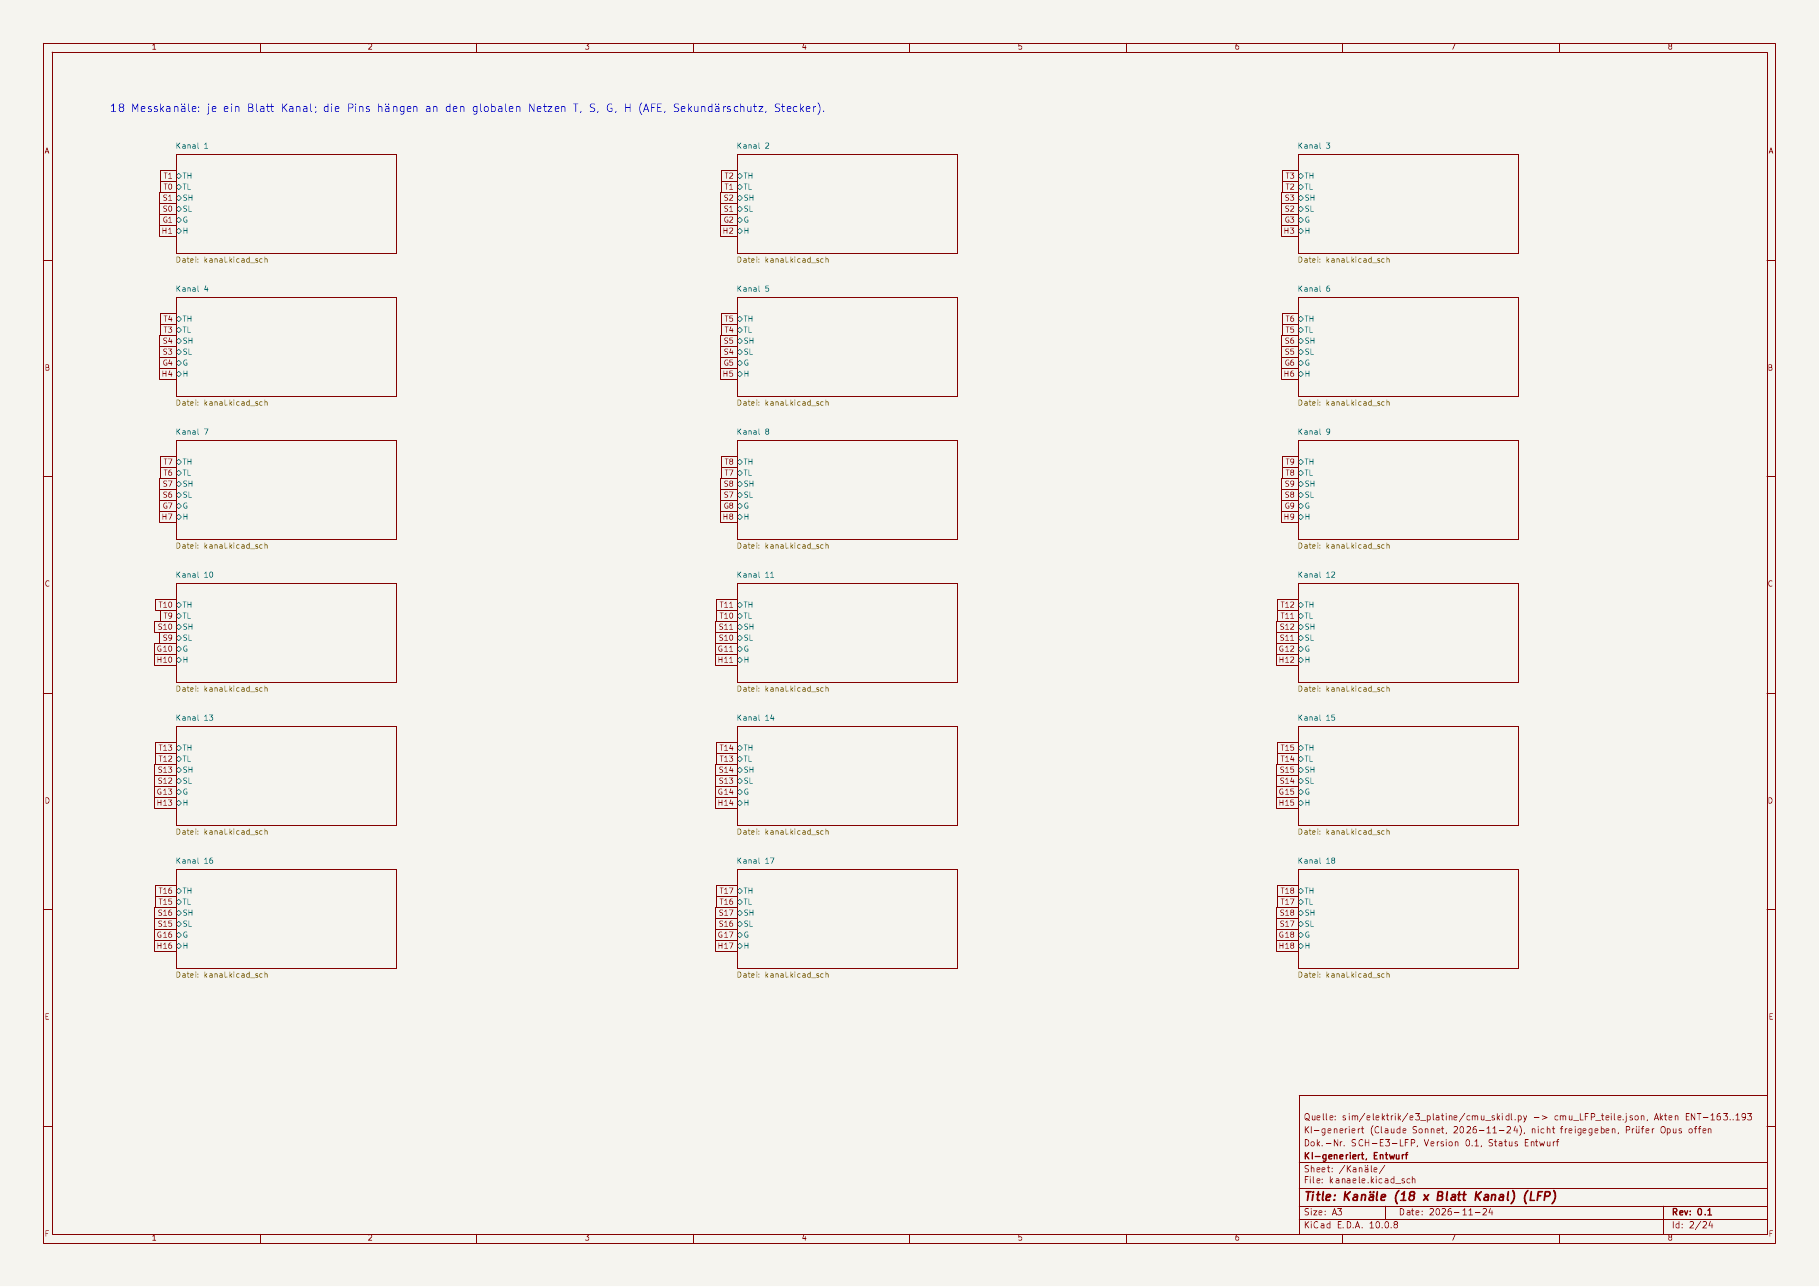 1 2 3 4 5 6 7 8
18 Messkanäle: je ein Blatt Kanal; die Pins hängen an den globalen Netzen T, S, G, H (AFE, Sekundärschutz, Stecker).
Kanal 1 Kanal 2 Kanal 3
A A
T1 TH T2 TH T3 TH
T0 TL T1 TL T2 TL
S1 SH S2 SH S3 SH
S0 SL S1 SL S2 SL
G1 G G2 G G3 G
H1 H H2 H H3 H
Datei: kanal.kicad_sch Datei: kanal.kicad_sch Datei: kanal.kicad_sch
Kanal 4 Kanal 5 Kanal 6
T4 TH T5 TH T6 TH
T3 TL T4 TL T5 TL
S4 SH S5 SH S6 SH
S3 SL S4 SL S5 SL
G4 G G5 G G6 G
B B
H4 H H5 H H6 H
Datei: kanal.kicad_sch Datei: kanal.kicad_sch Datei: kanal.kicad_sch
Kanal 7 Kanal 8 Kanal 9
T7 TH T8 TH T9 TH
T6 TL T7 TL T8 TL
S7 SH S8 SH S9 SH
S6 SL S7 SL S8 SL
G7 G G8 G G9 G
H7 H H8 H H9 H
Datei: kanal.kicad_sch Datei: kanal.kicad_sch Datei: kanal.kicad_sch
Kanal 10 Kanal 11 Kanal 12
C C
T10 TH T11 TH T12 TH
T9 TL T10 TL T11 TL
S10 SH S11 SH S12 SH
S9 SL S10 SL S11 SL
G10 G G11 G G12 G
H10 H H11 H H12 H
Datei: kanal.kicad_sch Datei: kanal.kicad_sch Datei: kanal.kicad_sch
Kanal 13 Kanal 14 Kanal 15
T13 TH T14 TH T15 TH
T12 TL T13 TL T14 TL
S13 SH S14 SH S15 SH
S12 SL S13 SL S14 SL
G13 G G14 G G15 G
D D
H13 H H14 H H15 H
Datei: kanal.kicad_sch Datei: kanal.kicad_sch Datei: kanal.kicad_sch
Kanal 16 Kanal 17 Kanal 18
T16 TH T17 TH T18 TH
T15 TL T16 TL T17 TL
S16 SH S17 SH S18 SH
S15 SL S16 SL S17 SL
G16 G G17 G G18 G
H16 H H17 H H18 H
Datei: kanal.kicad_sch Datei: kanal.kicad_sch Datei: kanal.kicad_sch
E E
Quelle: sim/elektrik/e3_platine/cmu_skidl.py -> cmu_LFP_teile.json, Akten ENT-163..193
KI-generiert (Claude Sonnet, 2026-11-24), nicht freigegeben, Prüfer Opus offen
Dok.-Nr. SCH-E3-LFP, Version 0.1, Status Entwurf
KI-generiert, Entwurf
Sheet: /Kanäle/
File: kanaele.kicad_sch
Title: Kanäle (18 x Blatt Kanal) (LFP)
Size: A3 Date: 2026-11-24 Rev: 0.1
KiCad E.D.A. 10.0.8 Id: 2/24
F F
1 2 3 4 5 6 7 8